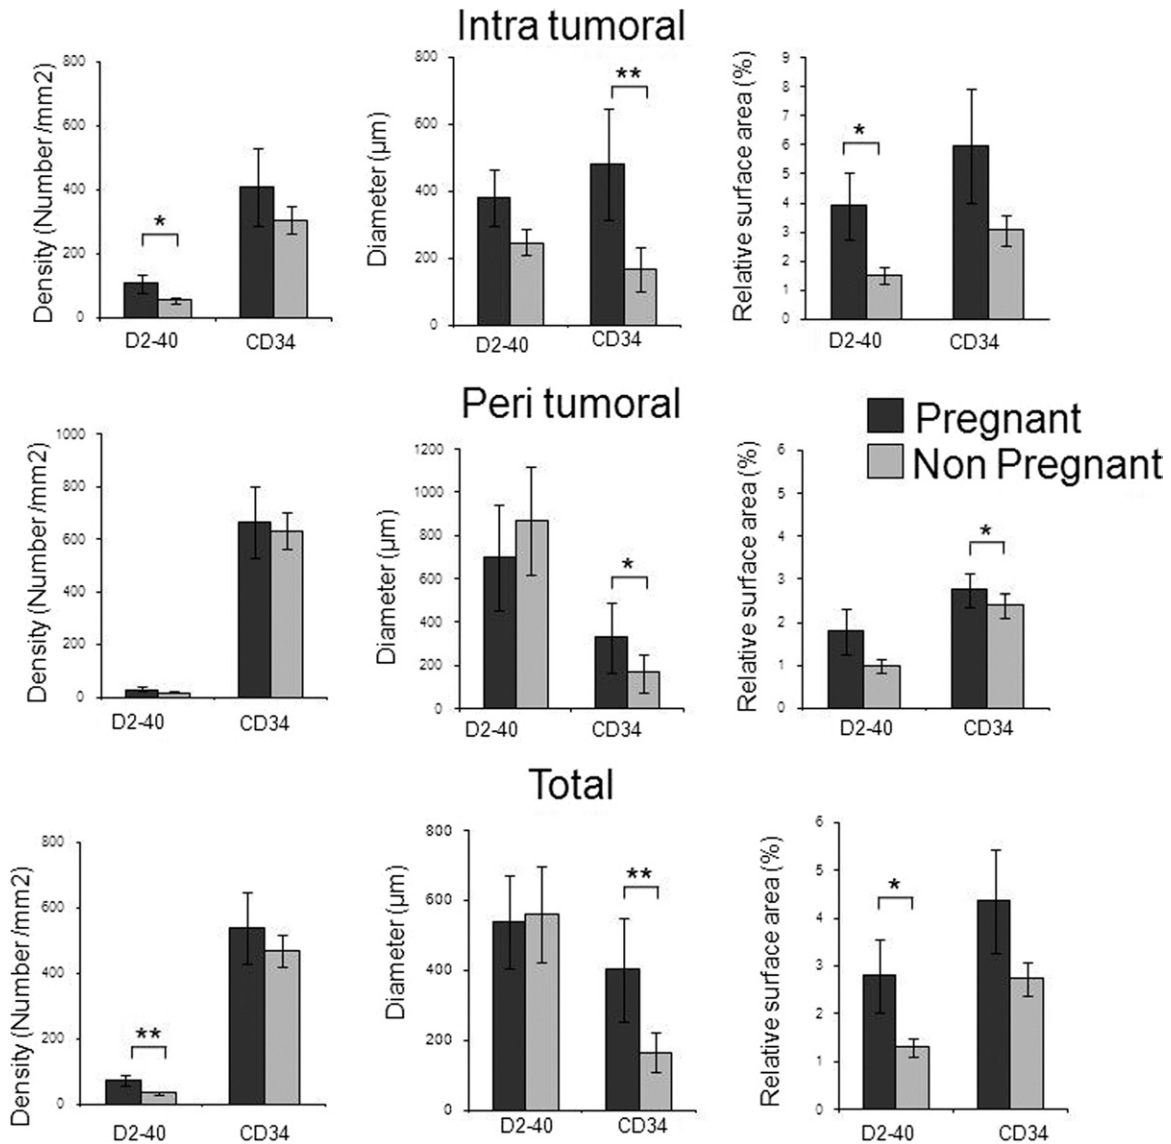 Intra tumoral
Density (Number /mm2)
800
600
400
200
0
*
D2-40 CD34
Diameter (µm)
800
600
400
200
0
**
D2-40 CD34
Relative surface area (%)
9
8
7
6
5
4
3
2
1
0
*
D2-40 CD34
Peri tumoral
Pregnant
Non Pregnant
Density (Number /mm2)
1000
800
600
400
200
0
D2-40 CD34
Diameter (µm)
1200
1000
800
600
400
200
0
*
D2-40 CD34
Relative surface area (%)
6
5
4
3
2
1
0
*
D2-40 CD34
Total
Density (Number /mm2)
800
600
400
200
0
**
D2-40 CD34
Diameter (µm)
800
600
400
200
0
**
D2-40 CD34
Relative surface area (%)
6
5
4
3
2
1
0
*
D2-40 CD34